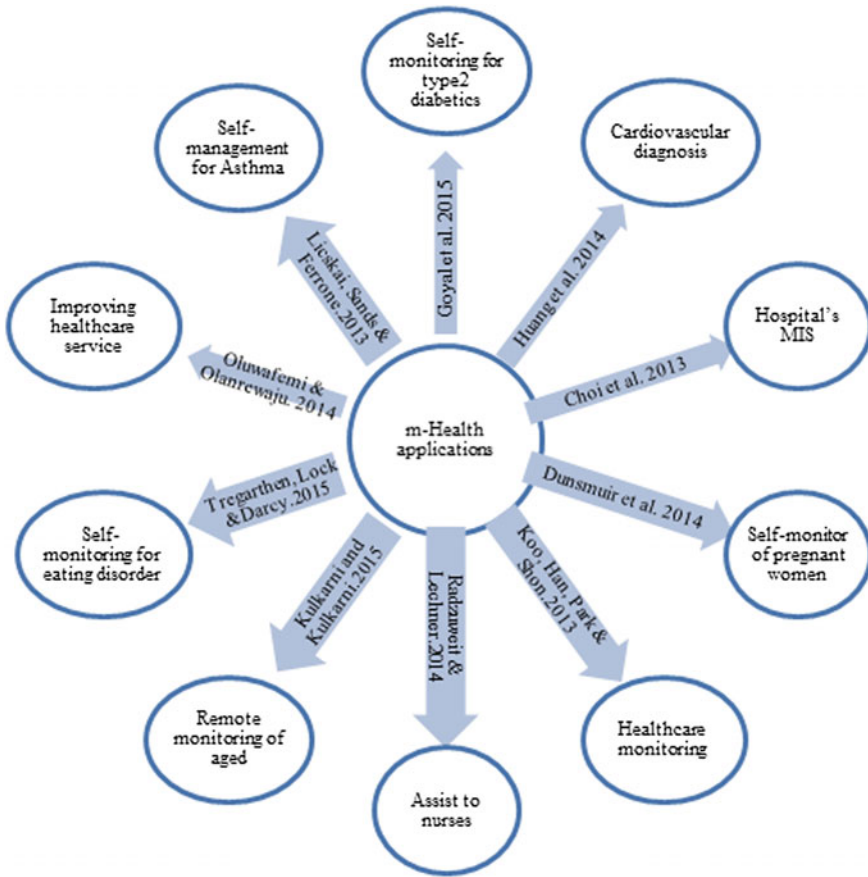 Self-
monitoring for
type2
diabetics
Cardiovascular
diagnosis
Hospital's
MIS
Self-monitor
of pregnant
women
Healthcare
monitoring
Assist to
nurses
Remote
monitoring of
aged
Self-
monitoring for
eating disorder
Improving
healthcare
service
Self-
management
for Asthma
m-Health
applications
Goyal et al. 2015
Huang et al. 2014
Choi et al. 2013
Dunsmuir et al. 2014
Koo, Han, Park &
Shon.2013
Radzuweit &
Lechner.2014
Kulkarni and
Kulkarni.2015
Tregarthen, Lock
&Darcy.2015
Oluwafemi &
Olanrewaju. 2014
Licskai, Sands &
Ferrone.2013